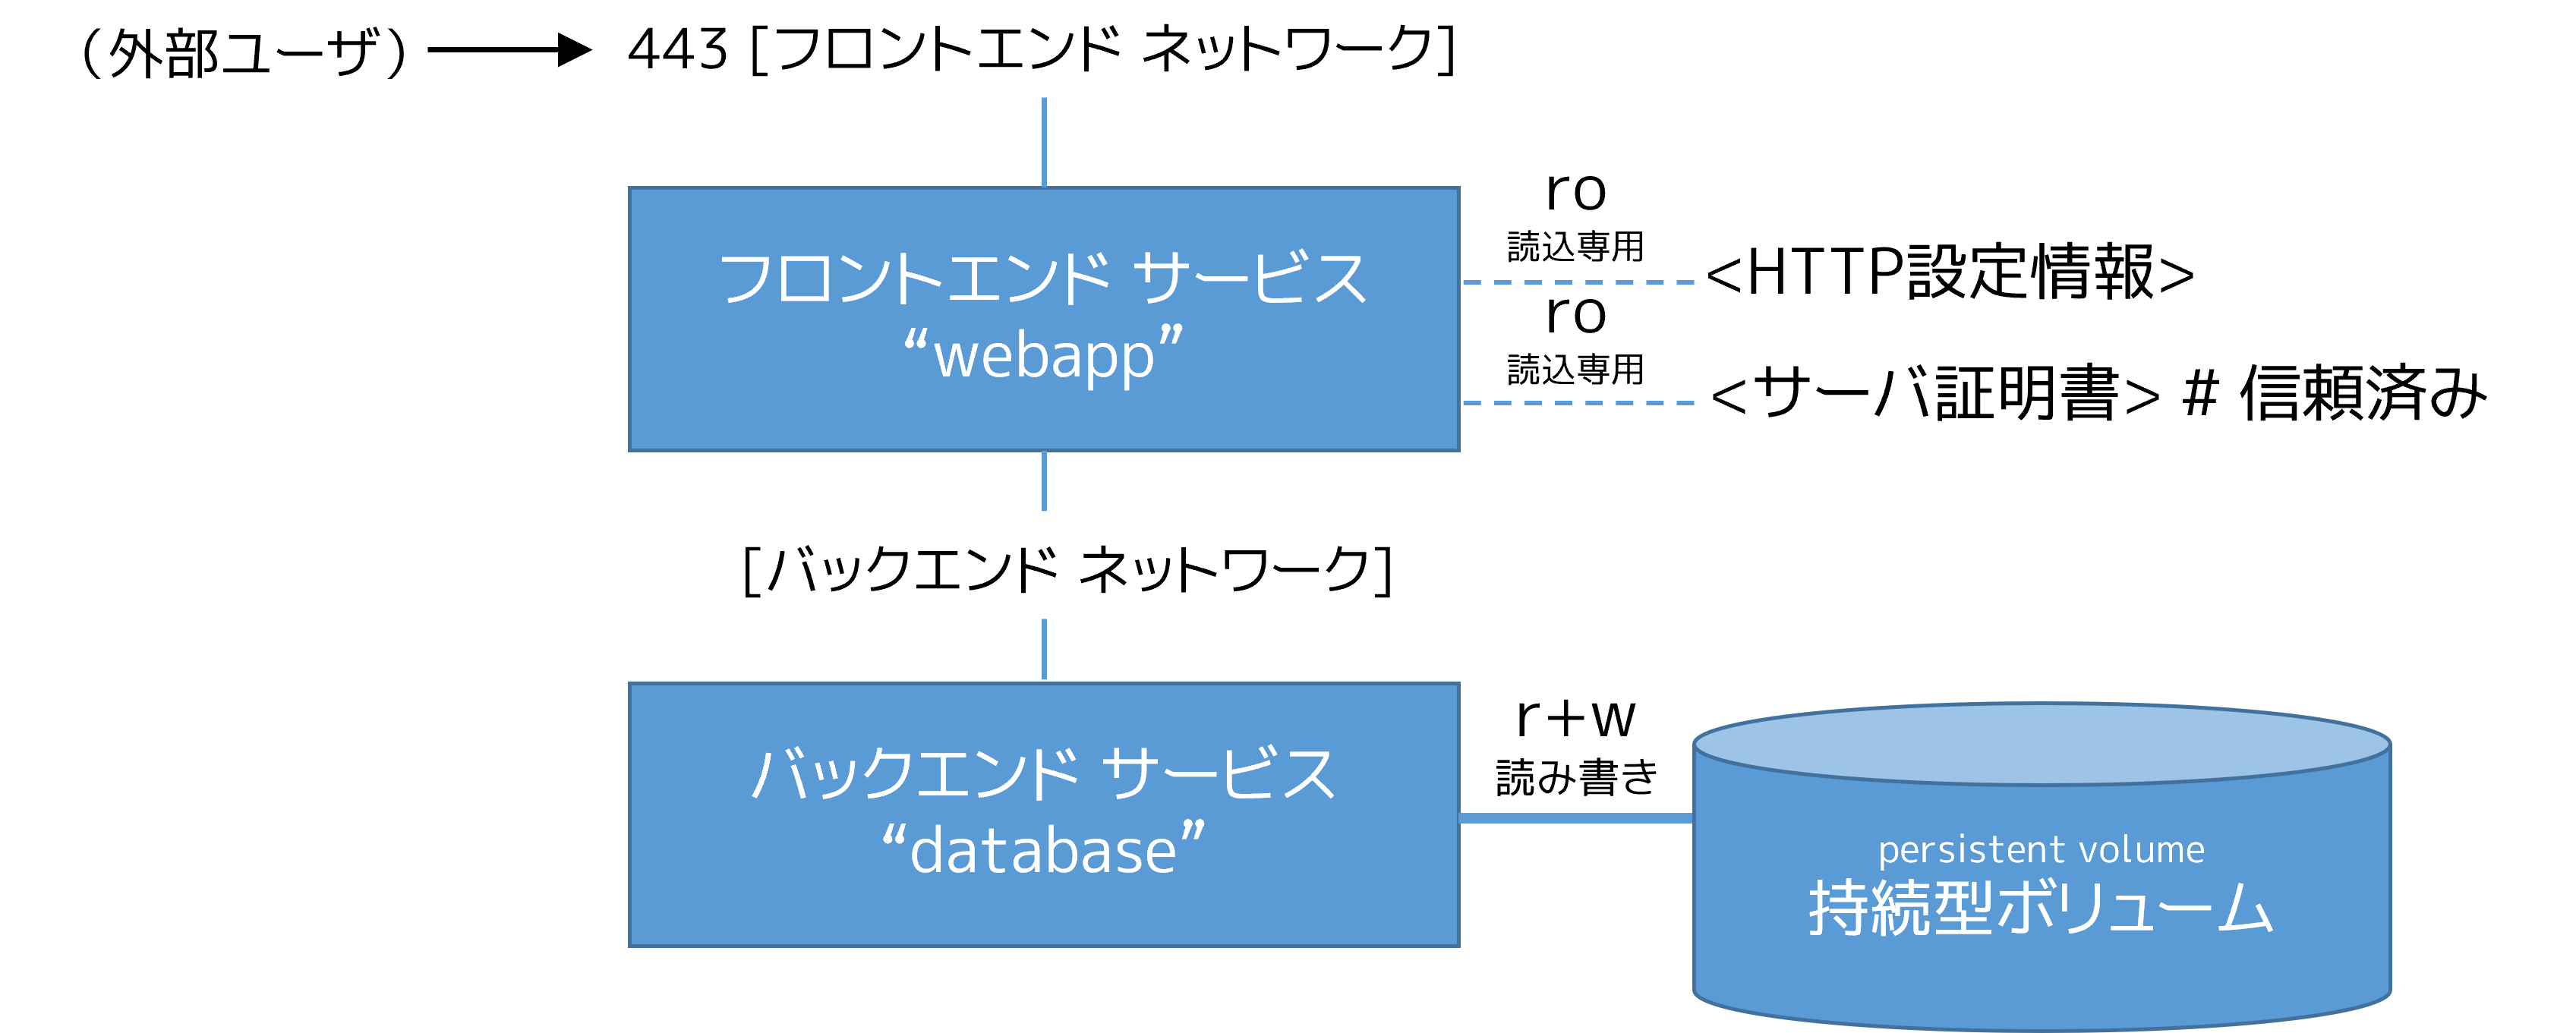 （外部ユーザ）
443 [フロントエンド ネットワーク]
フロントエンド サービス
“webapp”
ro
読込専用
<HTTP設定情報>
ro
読込専用
<サーバ証明書> # 信頼済み
[バックエンド ネットワーク]
バックエンド サービス
“database”
r+w
読み書き
persistent volume
持続型ボリューム